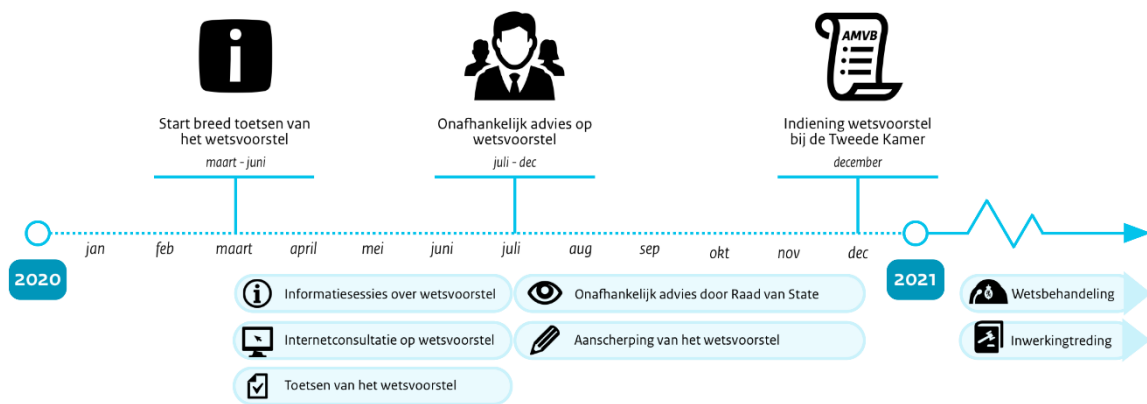 AMVB
Start breed toetsen van
het wetsvoorstel
maart - juni
Onafhankelijk advies op
wetsvoorstel
juli - dec
Indiening wetsvoorstel
bij de Tweede Kamer
december
jan feb maart april mei juni juli aug sep okt nov dec
2020
2021
Informatiesessies over wetsvoorstel
Onafhankelijk advies door Raad van State
Wetsbehandeling
Internetconsultatie op wetsvoorstel
Aanscherping van het wetsvoorstel
Inwerkingtreding
Toetsen van het wetsvoorstel